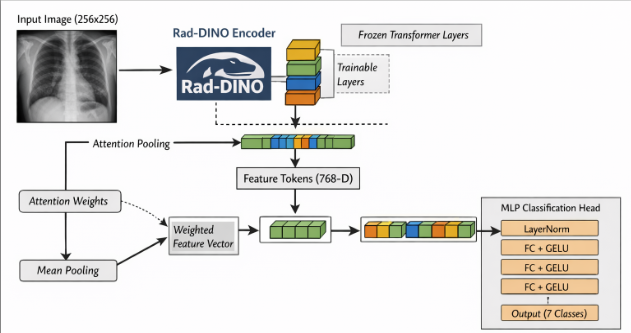 Input Image (256x256)
Rad-DINO Encoder
Frozen Transformer Layers
Rad-DINO
Trainable
Layers
Attention Pooling
Feature Tokens (768-D)
Attention Weights
Weighted
Feature Vector
Mean Pooling
MLP Classification Head
LayerNorm
FC + GELU
FC + GELU
FC + GELU
Output (7 Classes)